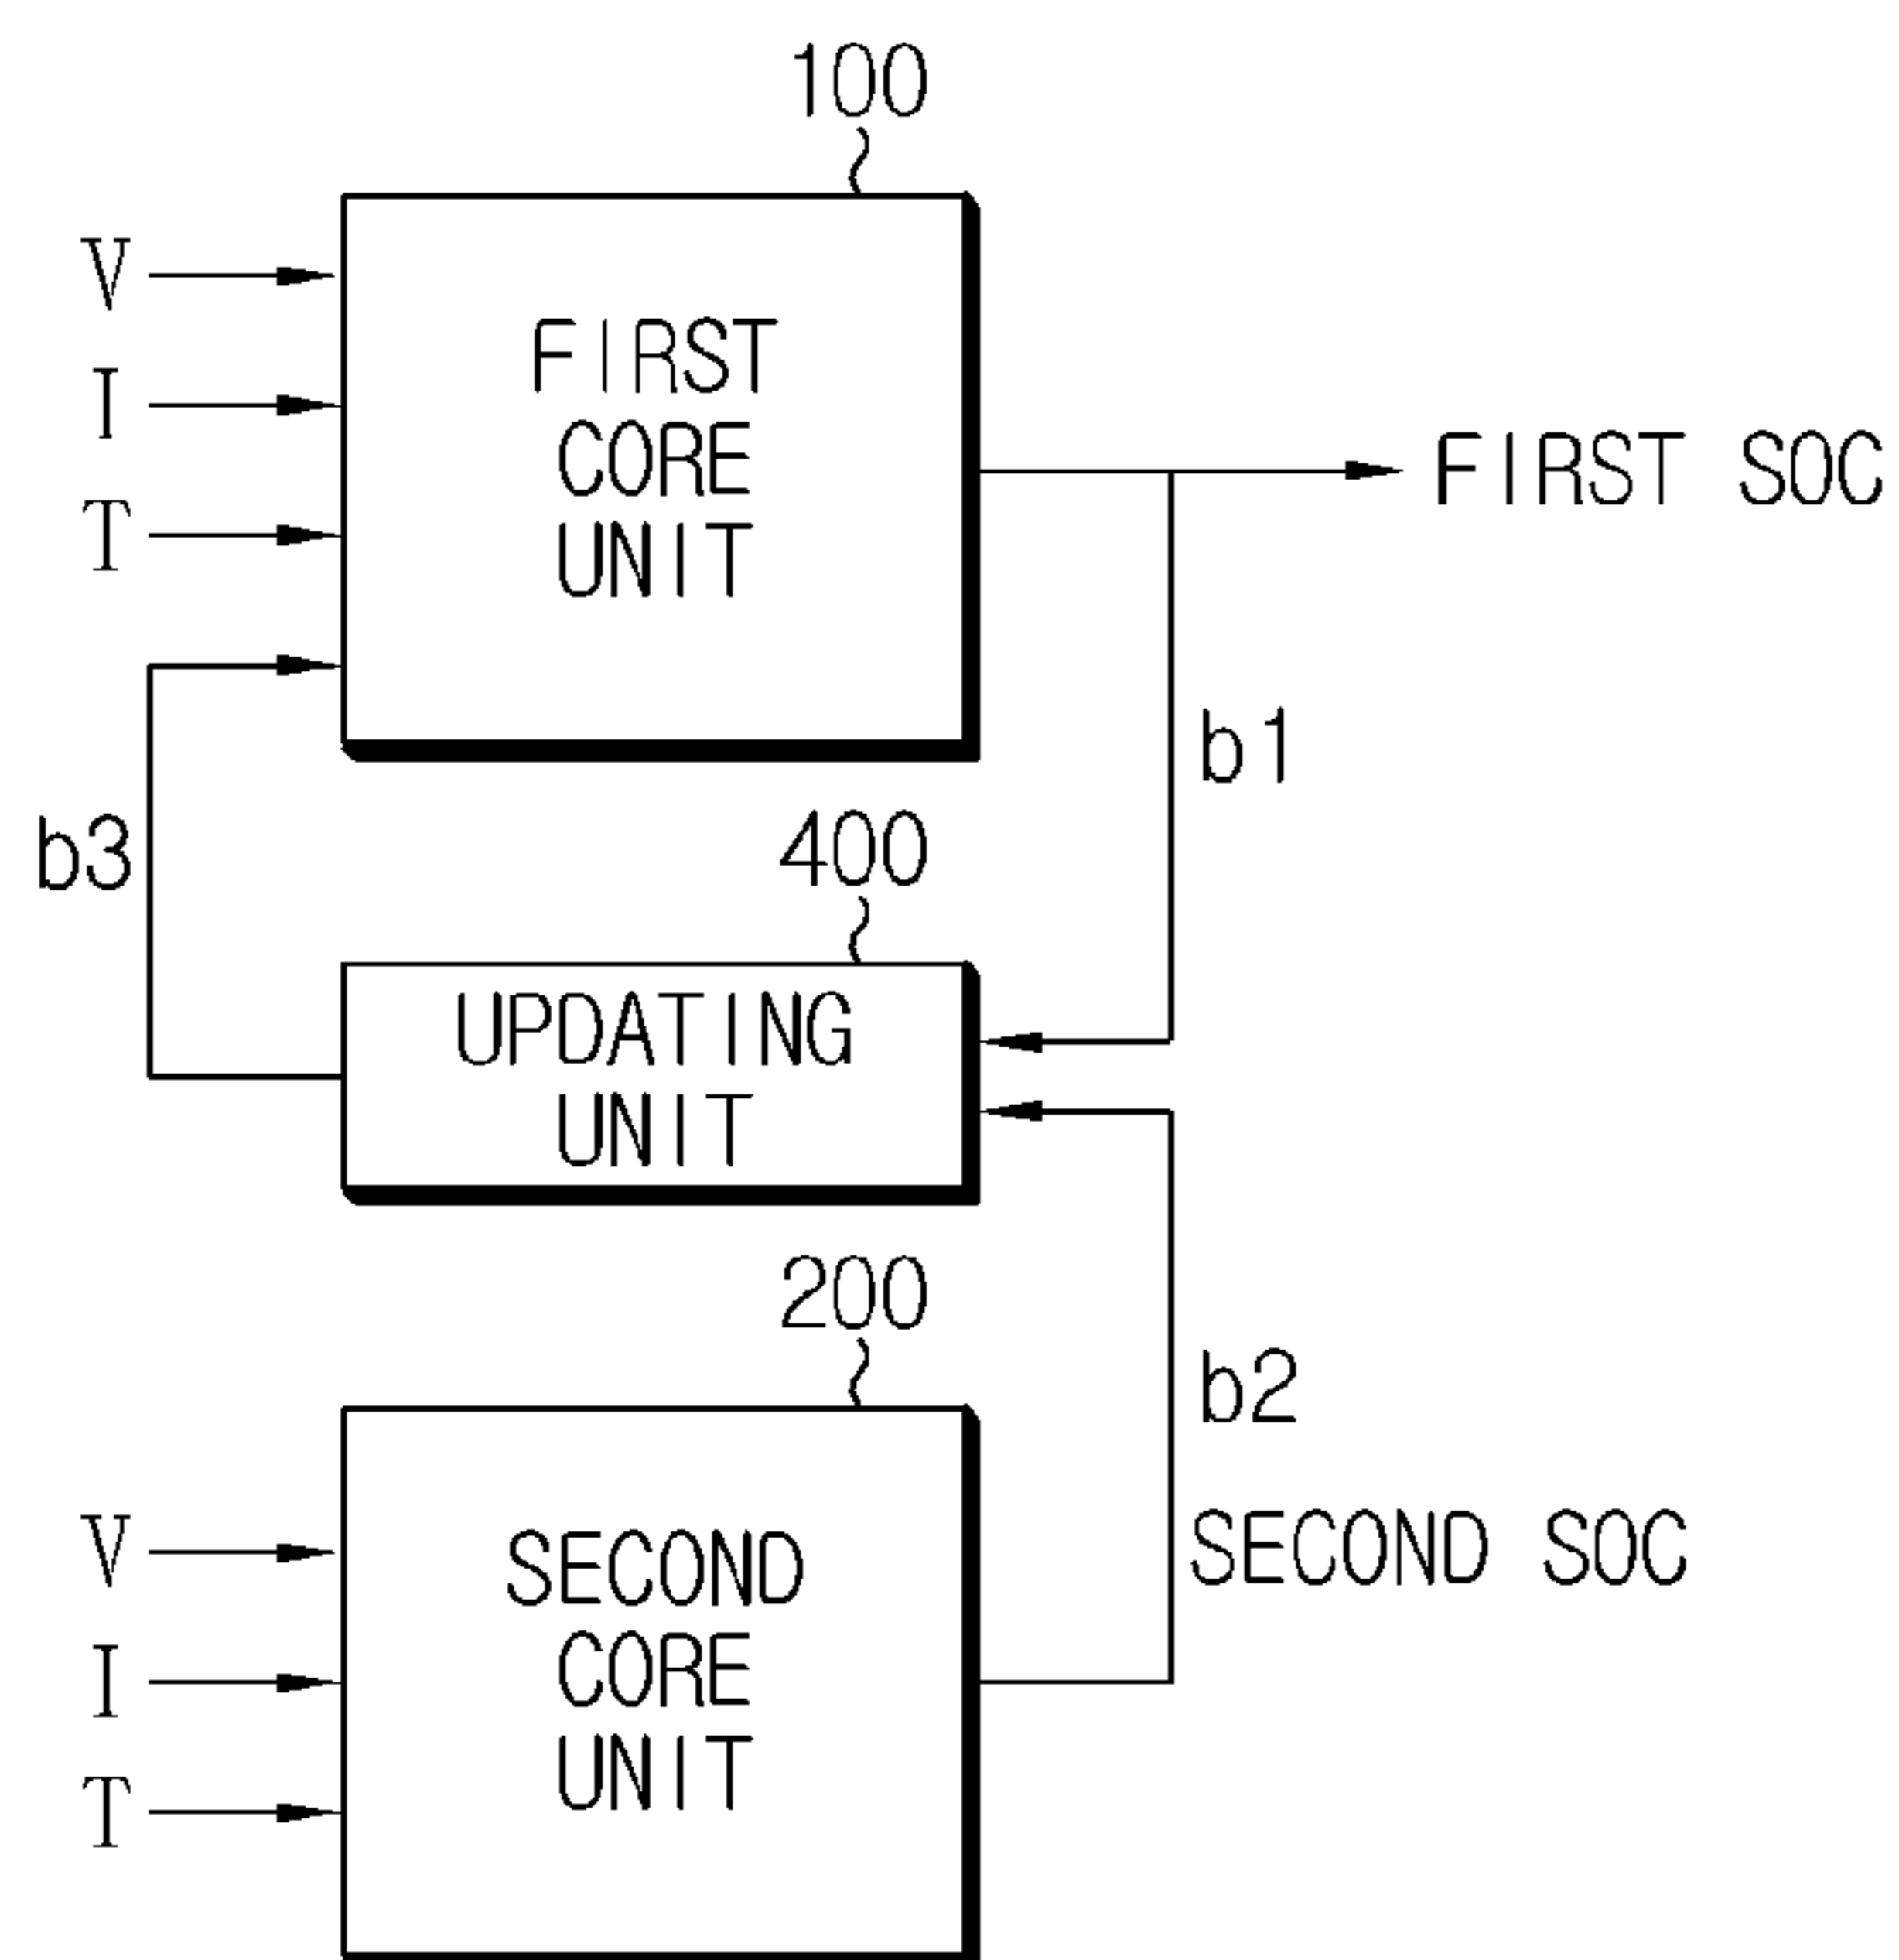 100
V
I
T
FIRST
CORE
UNIT
FIRST SOC
b1
b3
400
UPDATING
UNIT
200
b2
SECOND SOC
V
I
T
SECOND
CORE
UNIT